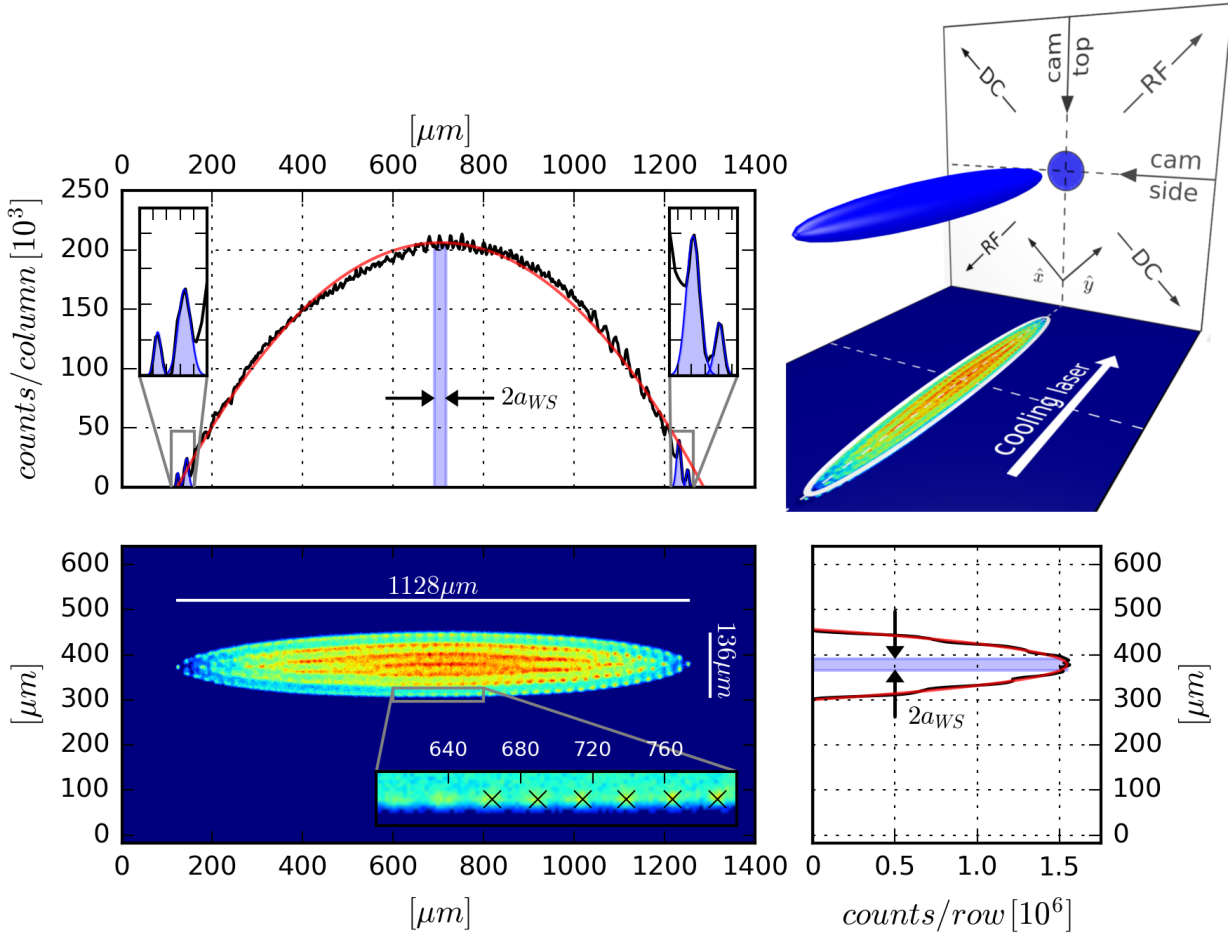 [μm]
0 200 400 600 800 1000 1200 1400
counts/column [10³]
250
200
150
100
50
0
2a_WS
DC
cam
top
RF
cam
side
RF
x̂
ŷ
DC
cooling laser
[μm]
600
500
400
300
200
100
0
1128μm
136μm
640 680 720 760
0 200 400 600 800 1000 1200 1400
[μm]
2a_WS
600
500
400
300
200
100
0
[μm]
0 0.5 1.0 1.5
counts/row [10⁶]